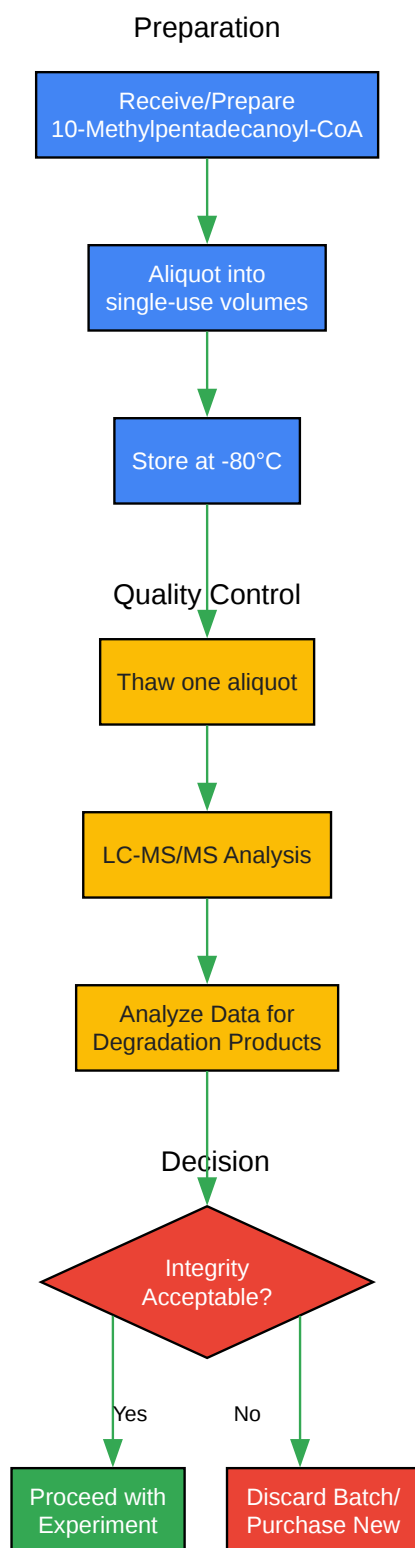 Preparation
Receive/Prepare
10-Methylpentadecanoyl-CoA
Aliquot into
single-use volumes
Store at -80°C
Quality Control
Thaw one aliquot
LC-MS/MS Analysis
Analyze Data for
Degradation Products
Decision
Integrity
Acceptable?
Yes
No
Proceed with
Experiment
Discard Batch/
Purchase New